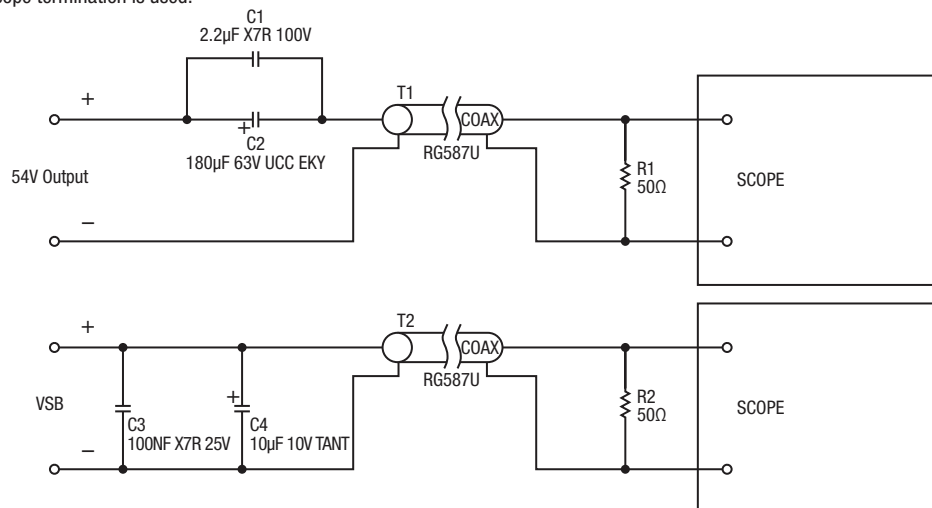 scope termination is used.
C1
2.2µF X7R 100V
+
T1
COAX
+
C2
180µF 63V UCC EKY
RG587U
R1
50Ω
SCOPE
54V Output
−
+
T2
COAX
RG587U
VSB
+
C3
100NF X7R 25V
C4
10µF 10V TANT
R2
50Ω
SCOPE
−